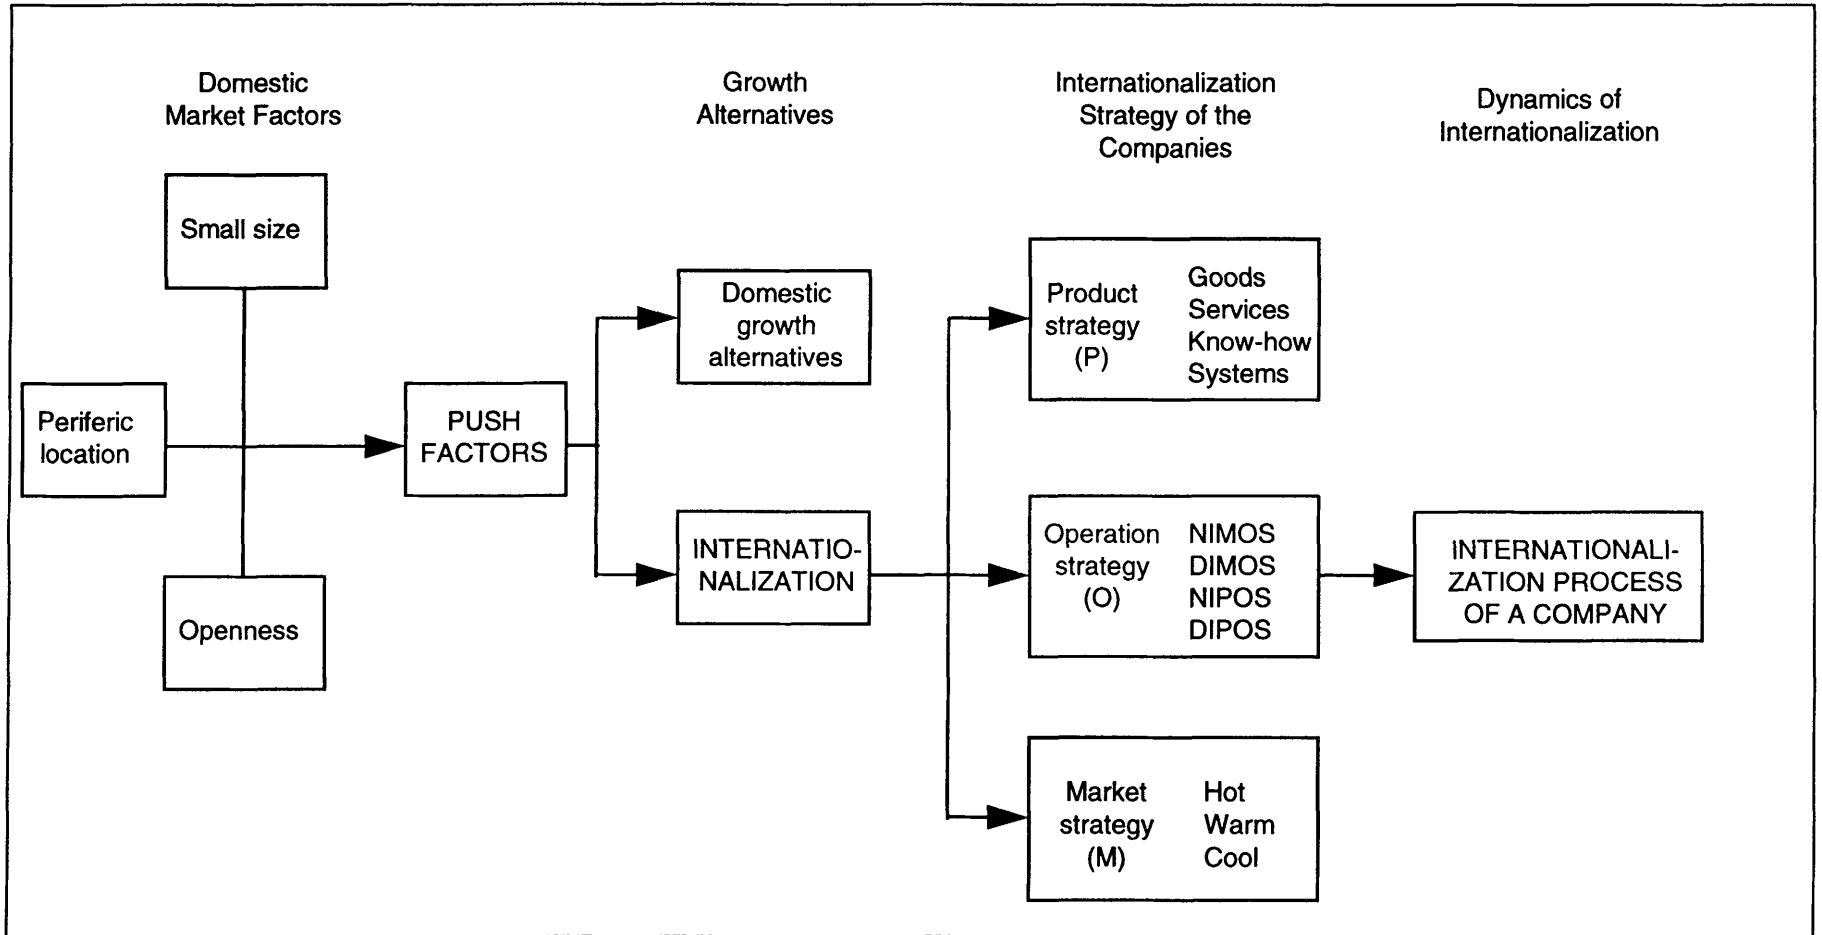 Domestic
Market Factors
Growth
Alternatives
Internationalization
Strategy of the
Companies
Dynamics of
Internationalization
Small size
Periferic
location
Openness
PUSH
FACTORS
Domestic
growth
alternatives
INTERNATIO-
NALIZATION
Product
strategy
(P)
Goods
Services
Know-how
Systems
Operation
strategy
(O)
NIMOS
DIMOS
NIPOS
DIPOS
Market
strategy
(M)
Hot
Warm
Cool
INTERNATIONALI-
ZATION PROCESS
OF A COMPANY